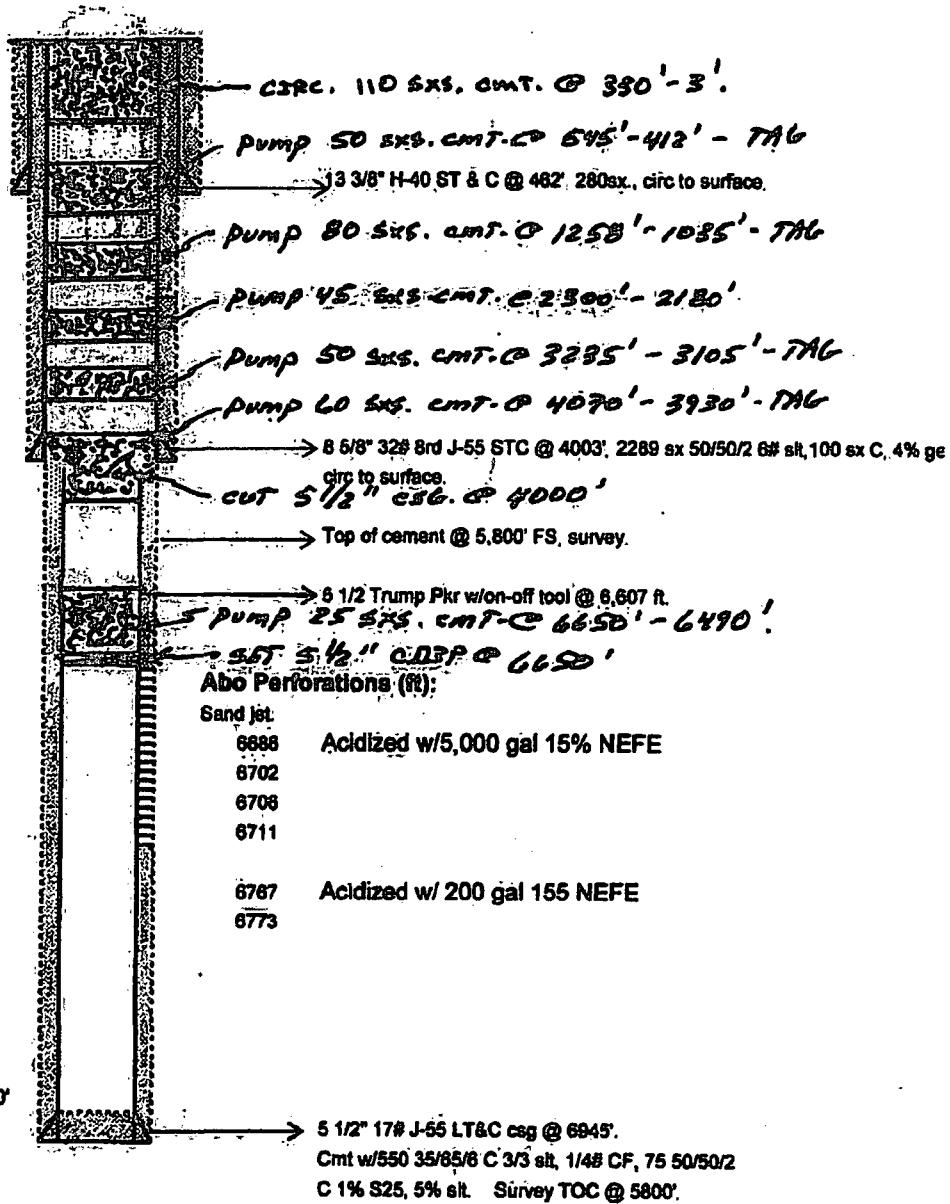 CIRC. 110 SXS. CMT. @ 390'-3'.
PUMP 50 SXS. CMT. @ 545'-412' - TAG
13 3/8" H-40 ST & C @ 462', 280sx., circ to surface.
PUMP 80 SXS. CMT. @ 1258'-1035' - TAG
PUMP 45 SXS. CMT. @ 2300'-2180'.
PUMP 50 SXS. CMT. @ 3235' - 3105' - TAG
PUMP 60 SXS. CMT. @ 4070' - 3930' - TAG
8 5/8" 32# 8rd J-55 STC @ 4003', 2269 sx 50/50/2 6# slt, 100 sx C, 4% ge
circ to surface.
CUT 5 1/2" CSG. @ 4000'
Top of cement @ 5,800' FS, survey.
5 1/2 Trump Pkr w/on-off tool @ 6,607 ft.
PUMP 25 SXS. CMT. @ 6650' - 6490'.
SET 5 1/2" CIBP @ 6650'
Abo Perforations (ft):
Sand jet:
6686 Acidized w/5,000 gal 15% NEFE
6702
6706
6711
6767 Acidized w/ 200 gal 155 NEFE
6773
0'
5 1/2" 17# J-55 LT&C csg @ 6945'.
Cmt w/550 35/65/6 C 3/3 slt, 1/4# CF, 75 50/50/2
C 1% S25, 5% slt. Survey TOC @ 5800'.